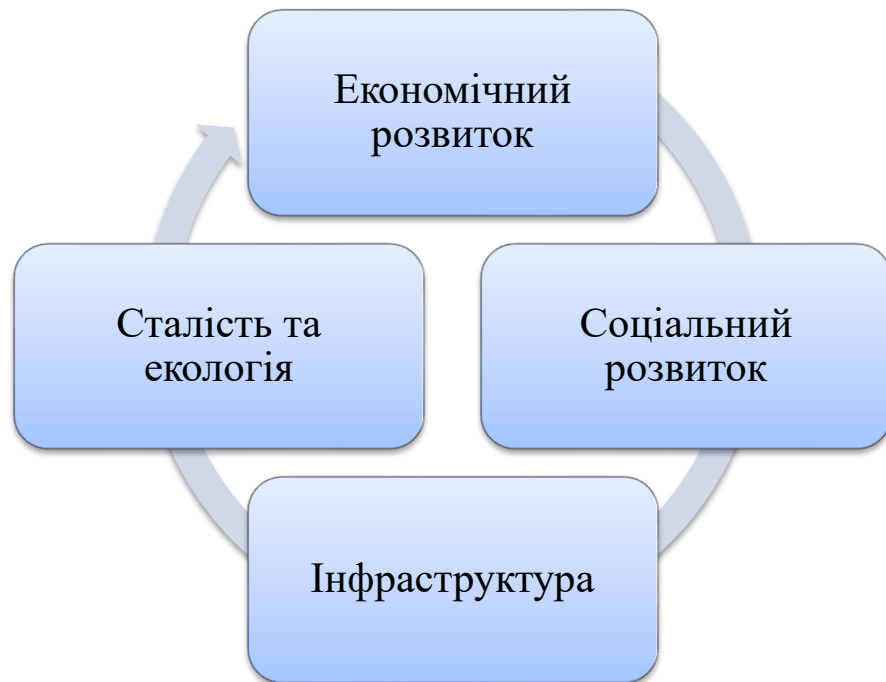 Економічний
розвиток
Сталість та
екологія
Соціальний
розвиток
Інфраструктура